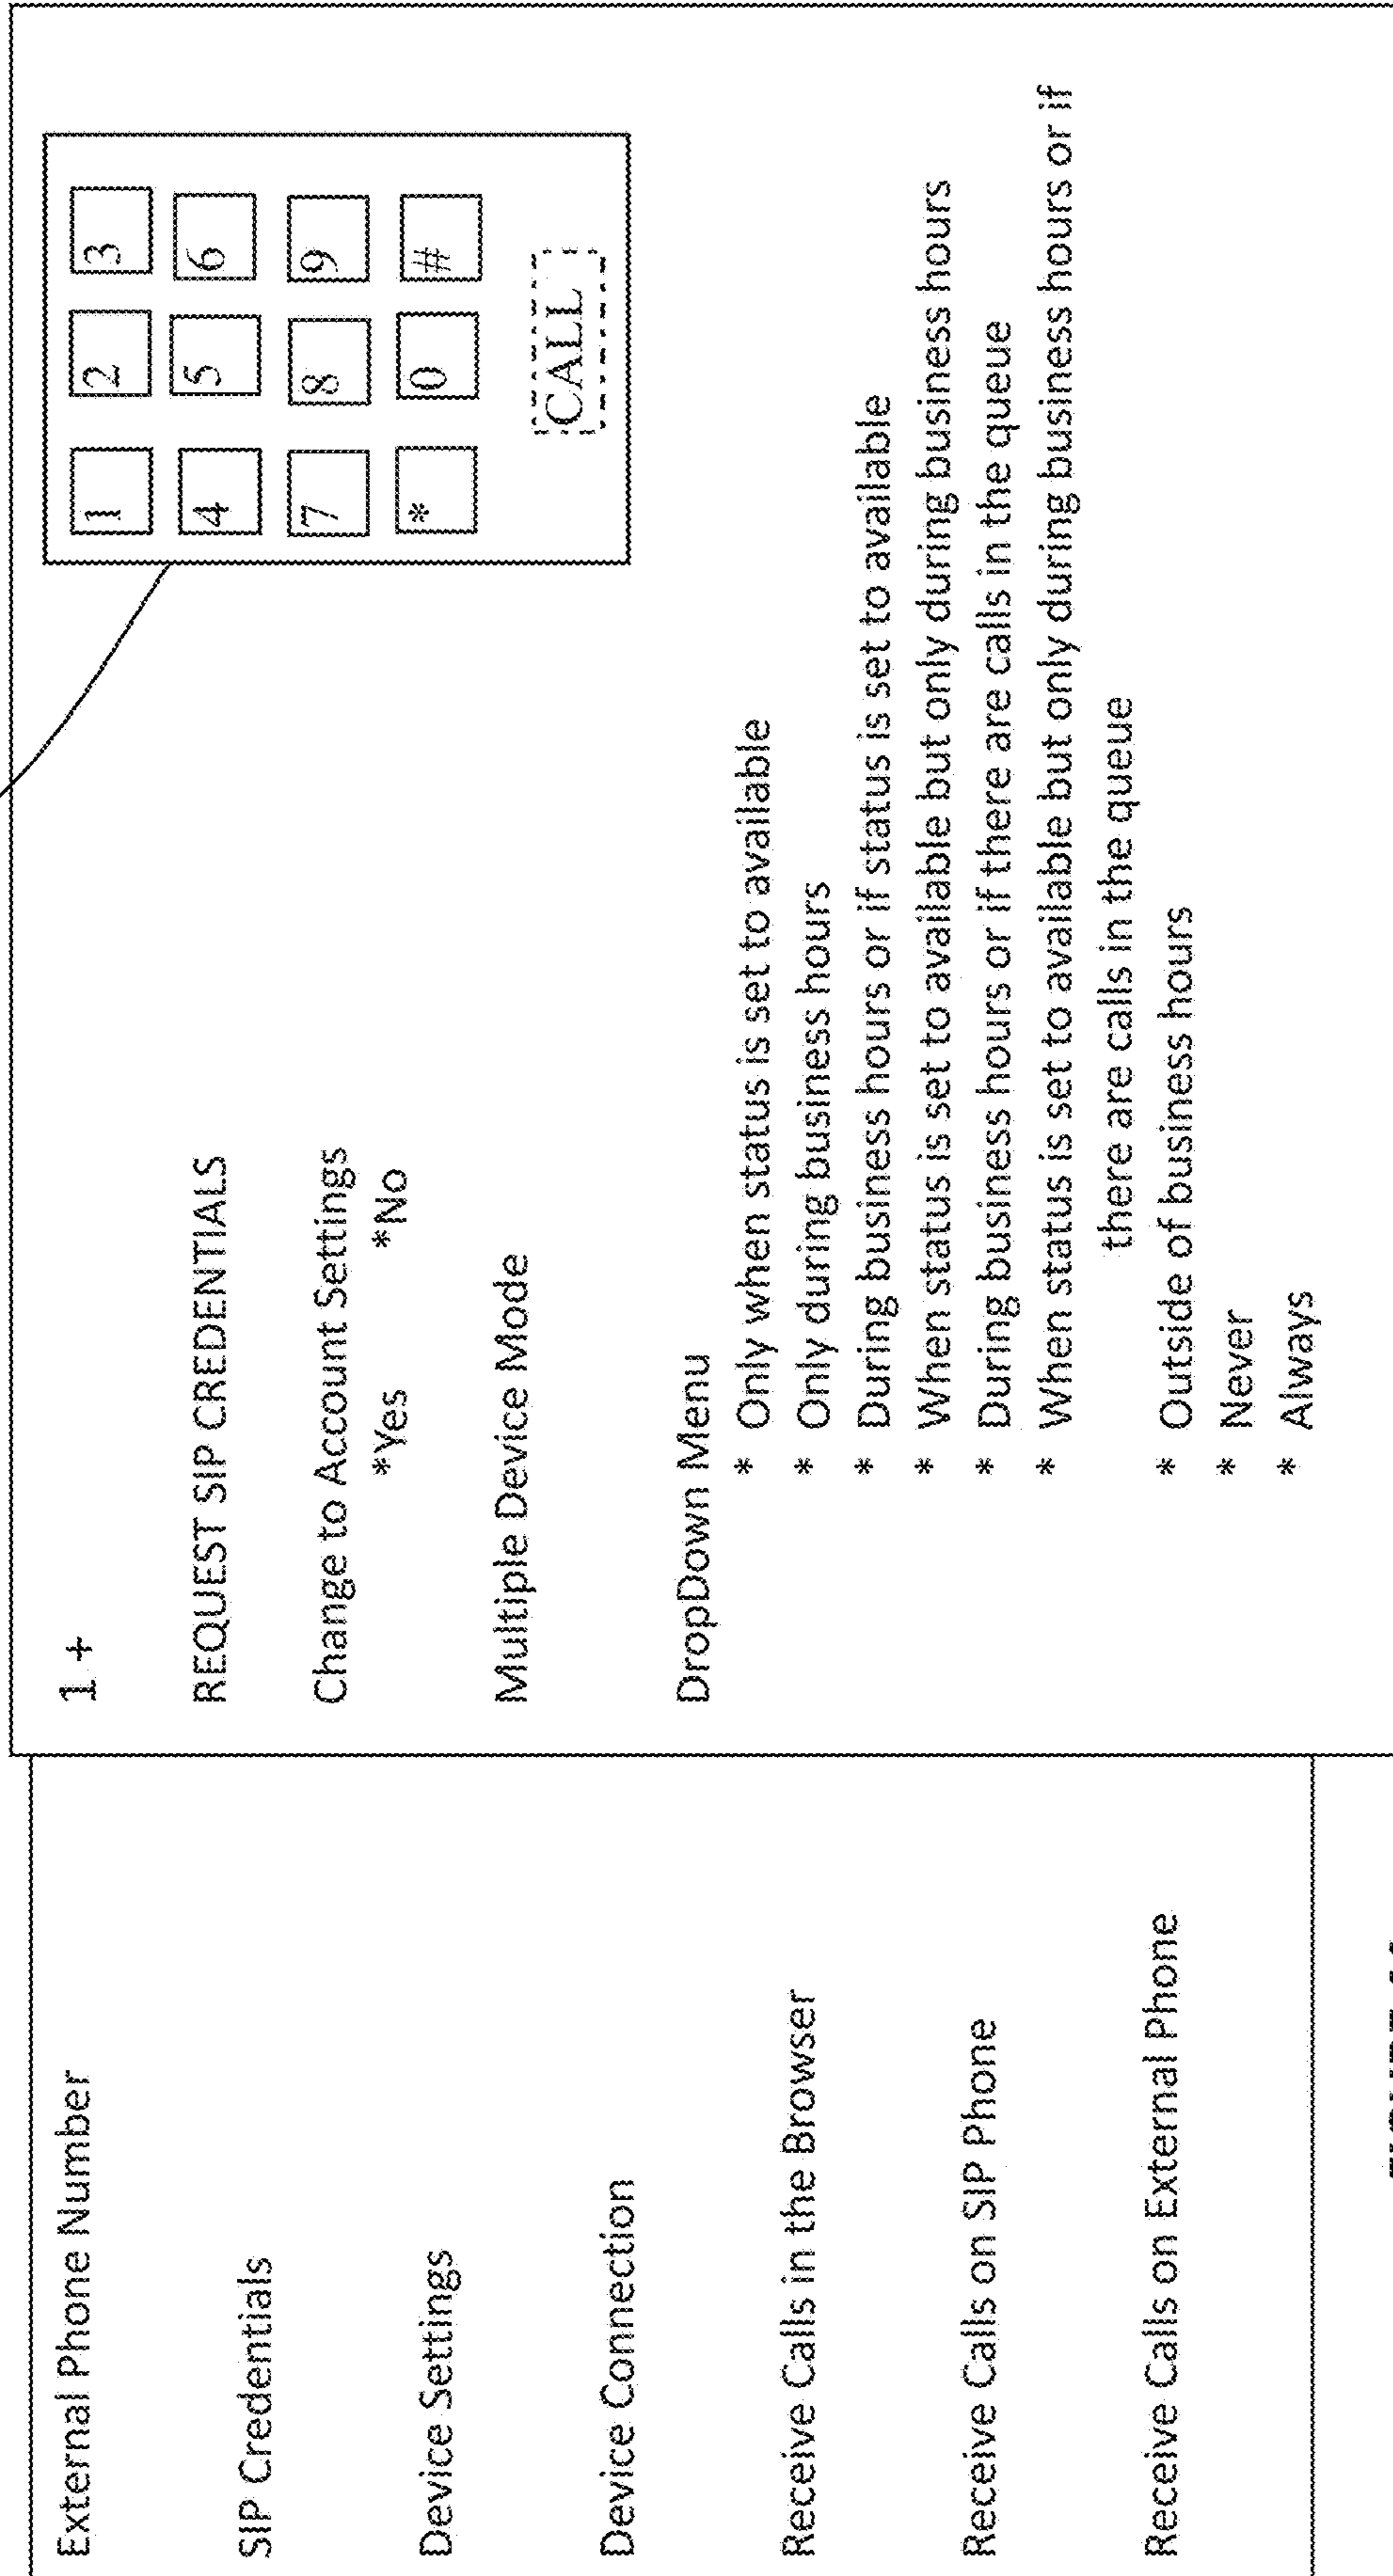 External Phone Number
SIP Credentials
Device Settings
Device Connection
Receive Calls in the Browser
Receive Calls on SIP Phone
Receive Calls on External Phone
1 +
REQUEST SIP CREDENTIALS
Change to Account Settings
*Yes *No
Multiple Device Mode
DropDown Menu
* Only when status is set to available
* Only during business hours
* During business hours or if status is set to available
* When status is set to available but only during business hours
* During business hours or if there are calls in the queue
* When status is set to available but only during business hours or if
there are calls in the queue
* Outside of business hours
* Never
* Always
1 2 3
4 5 6
7 8 9
* 0 #
CALL